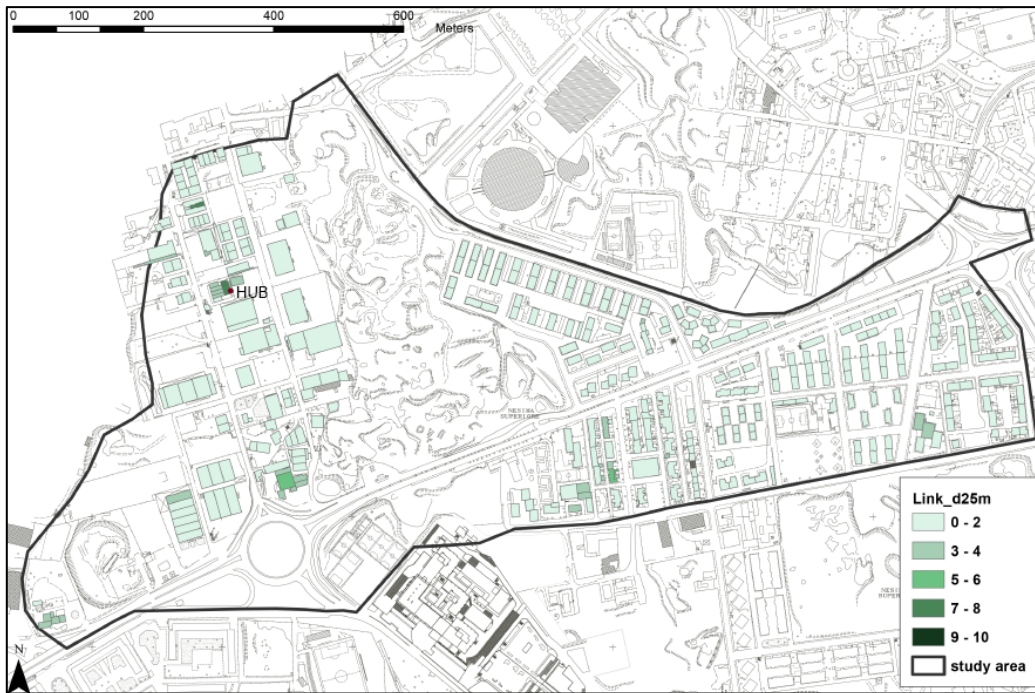 0 100 200 400 600
Meters
HUB
NESIMA
SUPERIORE
Link_d25m
0 - 2
3 - 4
5 - 6
7 - 8
9 - 10
study area
N